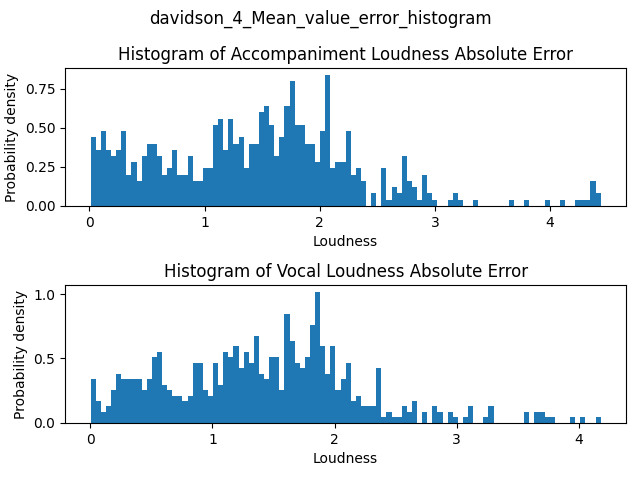 davidson_4_Mean_value_error_histogram
Histogram of Accompaniment Loudness Absolute Error
Probability density
0.75
0.50
0.25
0.00
0 1 2 3 4
Loudness
Histogram of Vocal Loudness Absolute Error
Probability density
1.0
0.5
0.0
0 1 2 3 4
Loudness